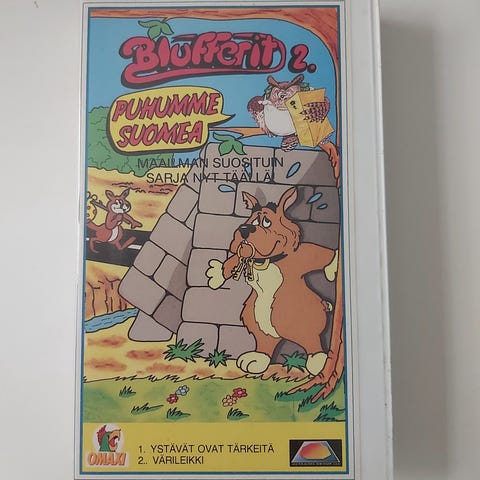 Blufferit 2.
PUHUMME
SUOMEA
MAAILMAN SUOSITUIN
SARJA NYT TÄÄLLÄ!
OMAXI
1. YSTÄVÄT OVAT TÄRKEITÄ
2.. VÄRILEIKKI